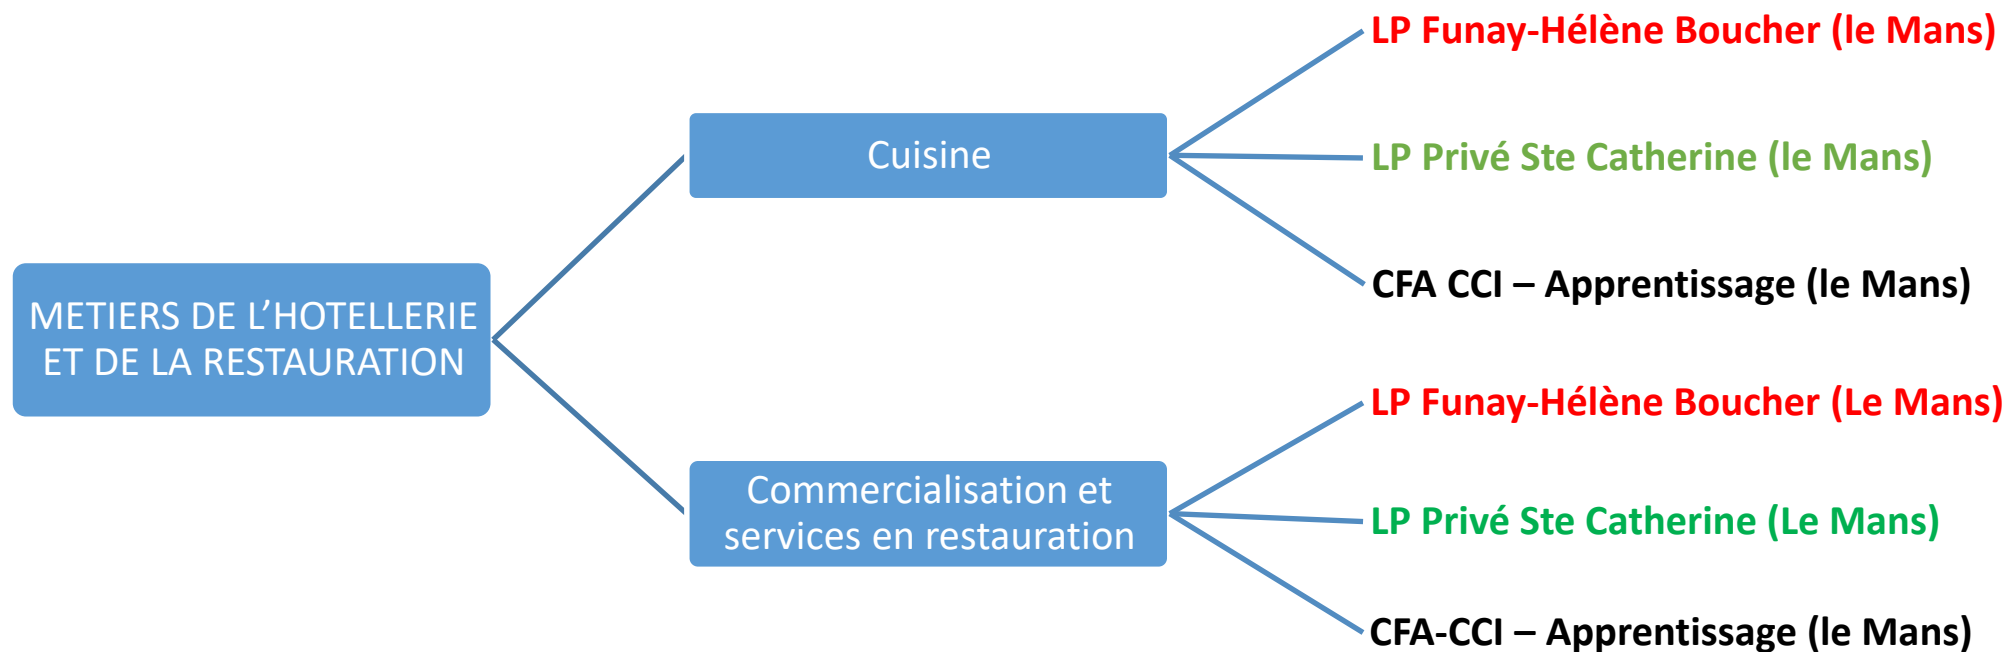 METIERS DE L’HOTELLERIE
ET DE LA RESTAURATION
Cuisine
LP Funay-Hélène Boucher (le Mans)
LP Privé Ste Catherine (le Mans)
CFA CCI – Apprentissage (le Mans)
Commercialisation et
services en restauration
LP Funay-Hélène Boucher (Le Mans)
LP Privé Ste Catherine (Le Mans)
CFA-CCI – Apprentissage (le Mans)